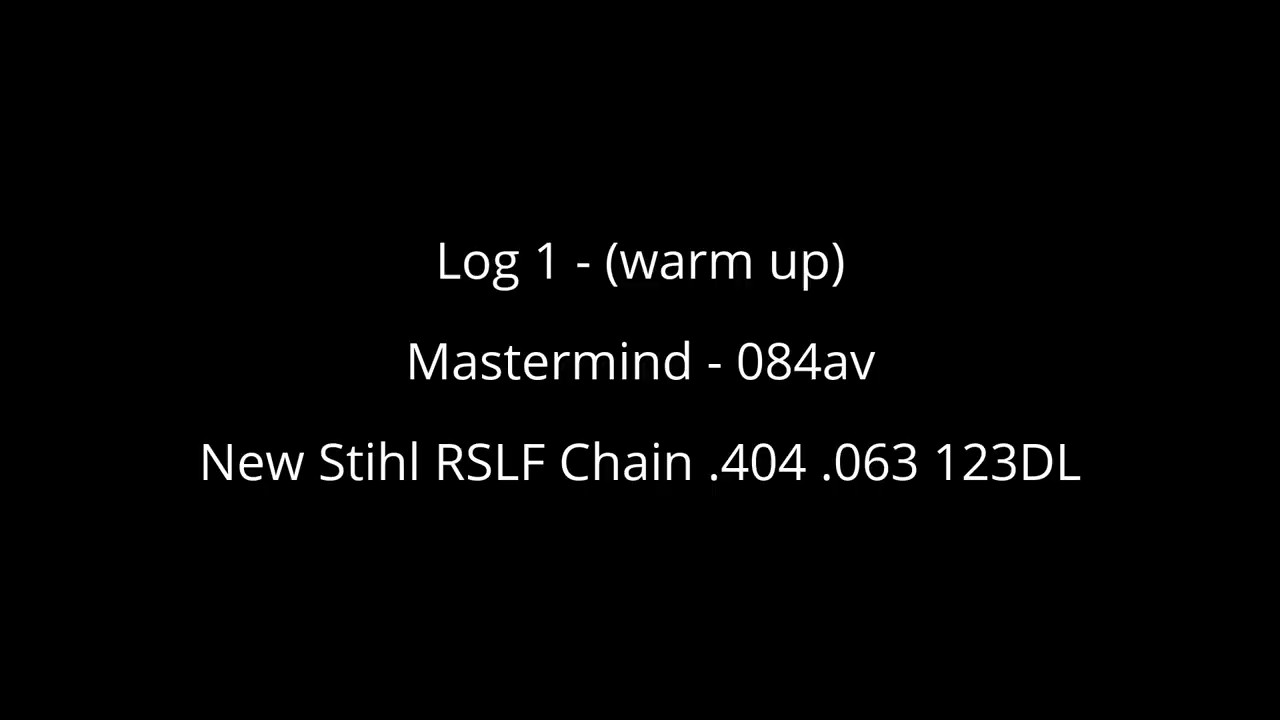 Log 1 - (warm up)
Mastermind - 084av
New Stihl RSLF Chain .404 .063 123DL